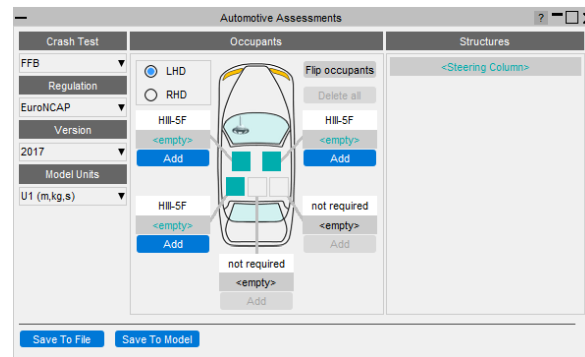 Automotive Assessments
?
Crash Test
FFB
Regulation
EuroNCAP
Version
2017
Model Units
U1 (m,kg,s)
Occupants
LHD
RHD
Flip occupants
Delete all
HIII-5F
<empty>
Add
HIII-5F
<empty>
Add
HIII-5F
<empty>
Add
not required
<empty>
Add
not required
<empty>
Add
Structures
<Steering Column>
Save To File
Save To Model